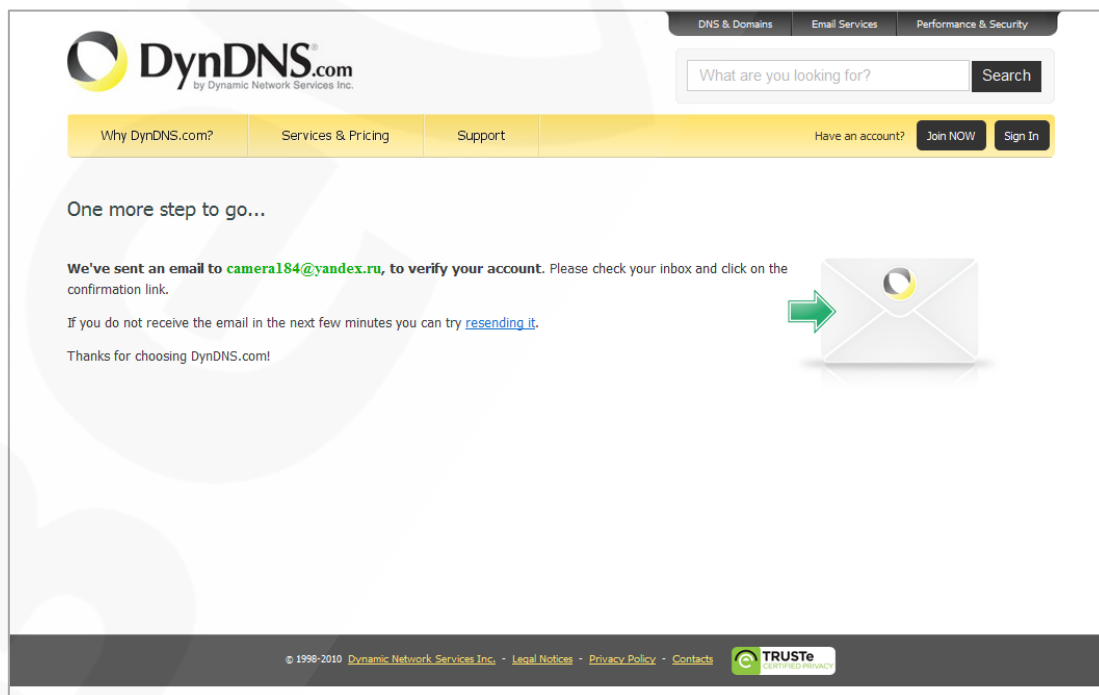 DNS & Domains Email Services Performance & Security
DynDNS.com
by Dynamic Network Services Inc.
What are you looking for? Search
Why DynDNS.com? Services & Pricing Support Have an account? Join NOW Sign In
One more step to go...
We've sent an email to camera184@yandex.ru, to verify your account. Please check your inbox and click on the
confirmation link.
If you do not receive the email in the next few minutes you can try resending it.
Thanks for choosing DynDNS.com!
© 1998-2010 Dynamic Network Services Inc. - Legal Notices - Privacy Policy - Contacts TRUSTe
CERTIFIED PRIVACY